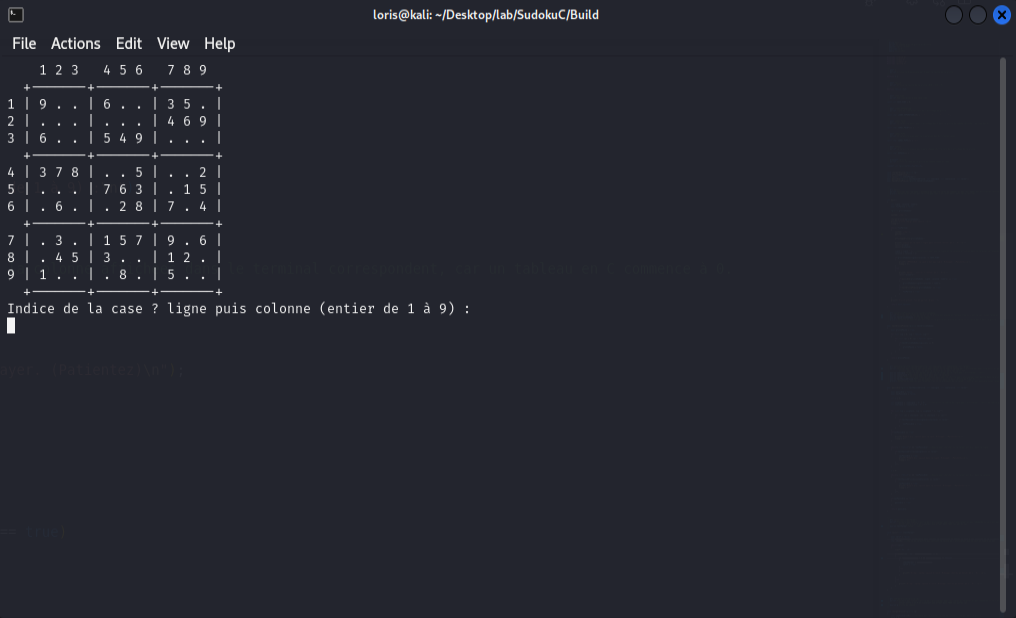 loris@kali: ~/Desktop/lab/SudokuC/Build
File Actions Edit View Help
1 2 3 4 5 6 7 8 9
+———————+———————+———————+
1 | 9 . . | 6 . . | 3 5 . |
2 | . . . | . . . | 4 6 9 |
3 | 6 . . | 5 4 9 | . . . |
+———————+———————+———————+
4 | 3 7 8 | . . 5 | . . 2 |
5 | . . . | 7 6 3 | . 1 5 |
6 | . 6 . | . 2 8 | 7 . 4 |
+———————+———————+———————+
7 | . 3 . | 1 5 7 | 9 . 6 |
8 | . 4 5 | 3 . . | 1 2 . |
9 | 1 . . | . 8 . | 5 . . |
+———————+———————+———————+
Indice de la case ? ligne puis colonne (entier de 1 à 9) :